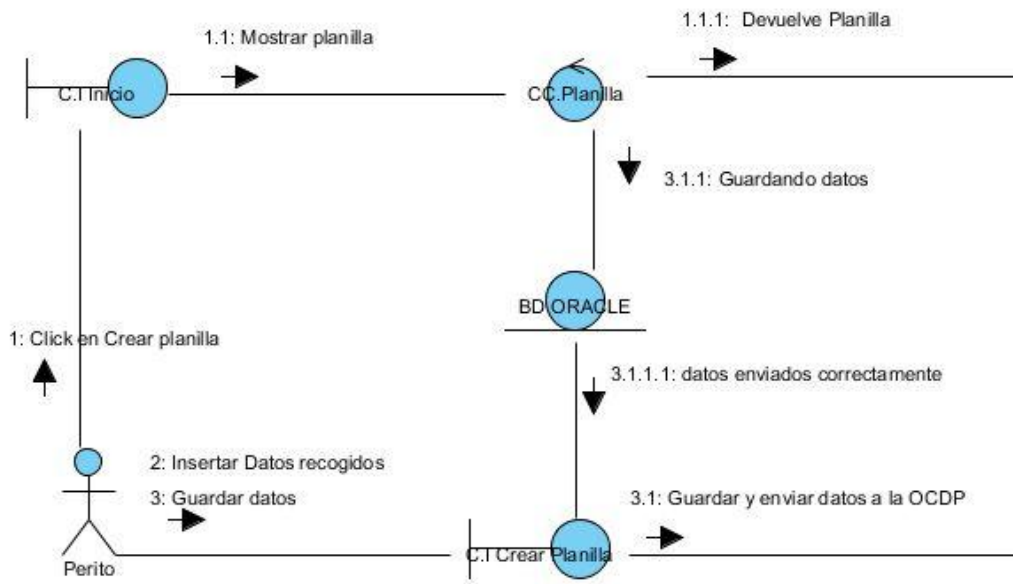 1.1: Mostrar planilla
1.1.1: Devuelve Planilla
C.I Inicio
CC.Planilla
3.1.1: Guardando datos
BD ORACLE
1: Click en Crear planilla
3.1.1.1: datos enviados correctamente
2: Insertar Datos recogidos
3: Guardar datos
3.1: Guardar y enviar datos a la OCDP
C.I Crear Planilla
Perito